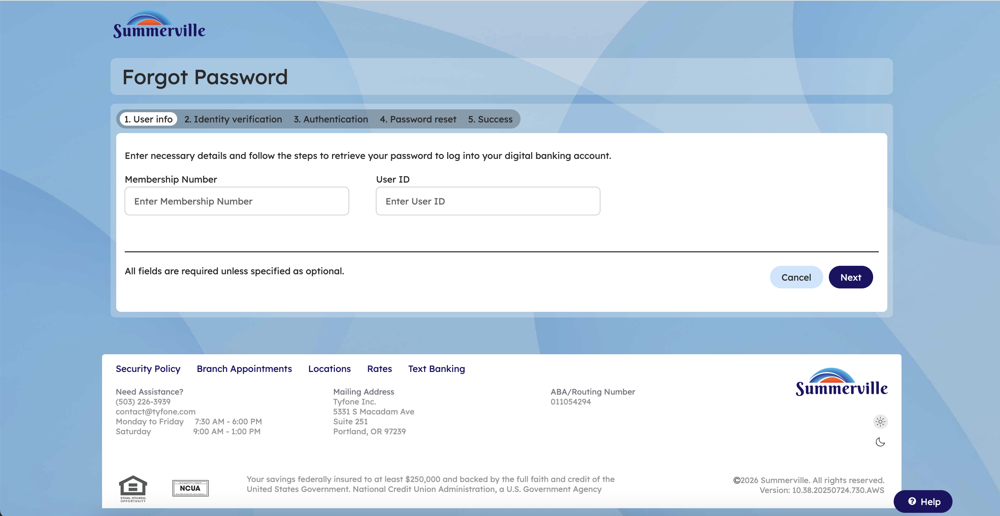 Summerville
Forgot Password
1. User info 2. Identity verification 3. Authentication 4. Password reset 5. Success
Enter necessary details and follow the steps to retrieve your password to log into your digital banking account.
Membership Number
Enter Membership Number
User ID
Enter User ID
All fields are required unless specified as optional.
Cancel Next
Security Policy Branch Appointments Locations Rates Text Banking
Need Assistance?
(503) 226-3939
contact@tyfone.com
Monday to Friday 7:30 AM - 6:00 PM
Saturday 9:00 AM - 1:00 PM
Mailing Address
Tyfone Inc.
5331 S Macadam Ave
Suite 251
Portland, OR 97239
ABA/Routing Number
011054294
Summerville
EQUAL HOUSING
OPPORTUNITY
NCUA
Your savings federally insured to at least $250,000 and backed by the full faith and credit of the
United States Government. National Credit Union Administration, a U.S. Government Agency
©2026 Summerville. All rights reserved.
Version: 10.38.20250724.730.AWS
Help